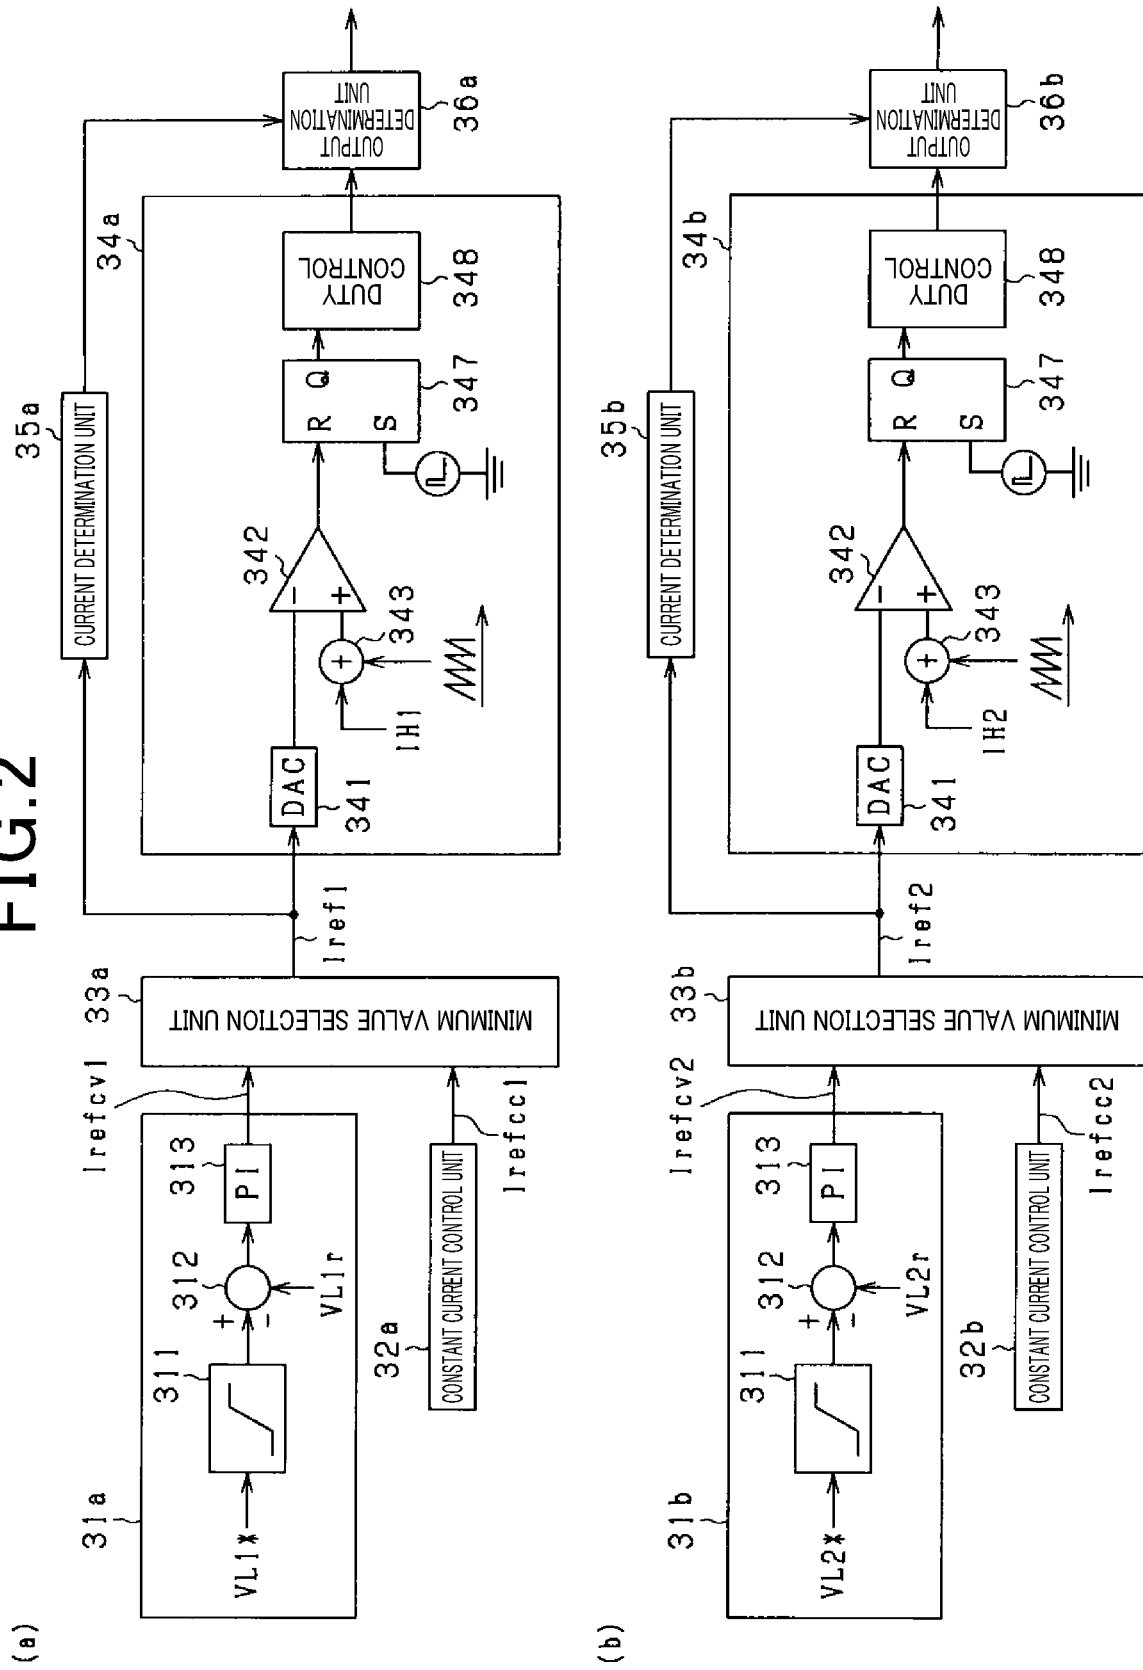 FIG.2
(a)
31a
VL1*
311
+
-
312
VL1r
313
PI
Irefcv1
32a
CONSTANT CURRENT CONTROL UNIT
Irefcc1
33a
MINIMUM VALUE SELECTION UNIT
Iref1
35a
CURRENT DETERMINATION UNIT
34a
DAC
341
IH1
+
343
342
-
+
R
Q
S
347
DUTY
CONTROL
348
OUTPUT
DETERMINATION
UNIT
36a
(b)
31b
VL2*
311
+
-
312
VL2r
313
PI
Irefcv2
32b
CONSTANT CURRENT CONTROL UNIT
Irefcc2
33b
MINIMUM VALUE SELECTION UNIT
Iref2
35b
CURRENT DETERMINATION UNIT
34b
DAC
341
IH2
+
343
342
-
+
R
Q
S
347
DUTY
CONTROL
348
OUTPUT
DETERMINATION
UNIT
36b